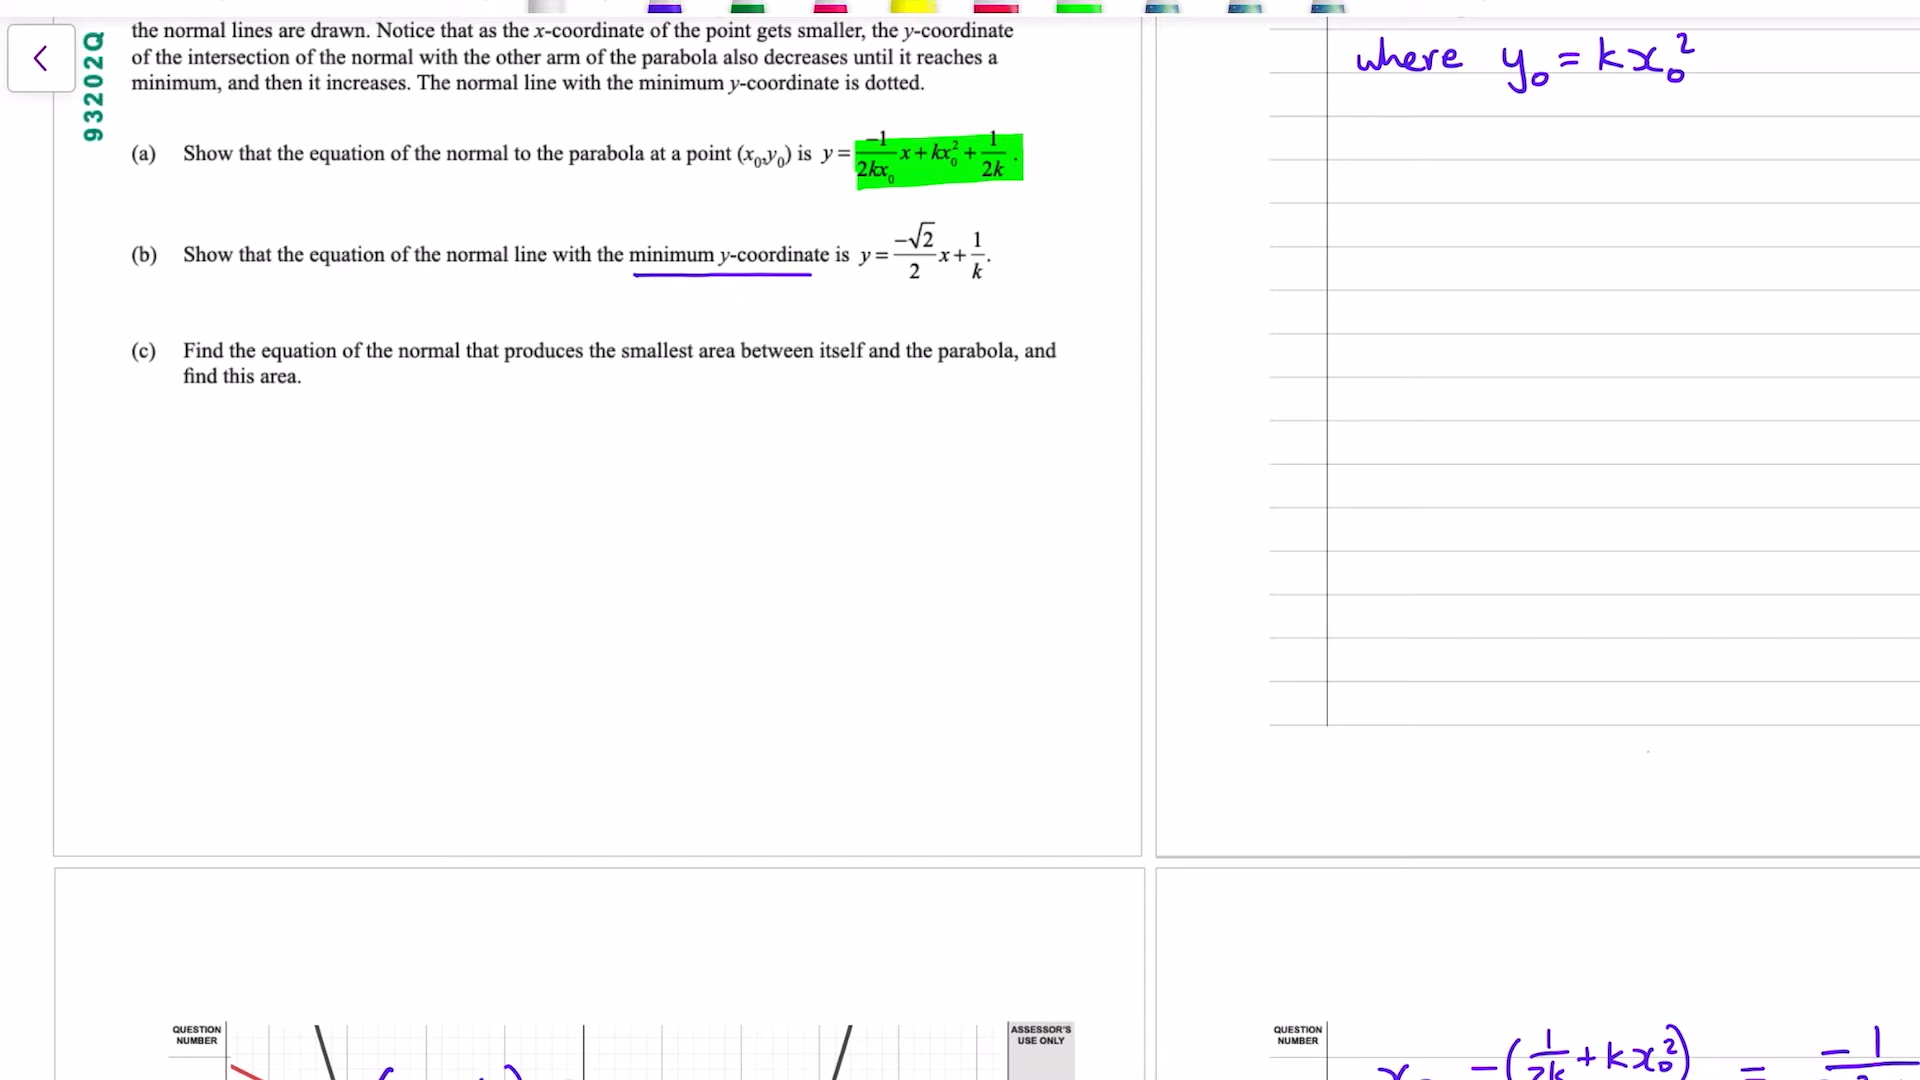 93202Q
the normal lines are drawn. Notice that as the x-coordinate of the point gets smaller, the y-coordinate
of the intersection of the normal with the other arm of the parabola also decreases until it reaches a
minimum, and then it increases. The normal line with the minimum y-coordinate is dotted.
(a) Show that the equation of the normal to the parabola at a point (x₀,y₀) is y = -1/(2kx₀) x + kx₀² + 1/(2k).
(b) Show that the equation of the normal line with the minimum y-coordinate is y = -√2/2 x + 1/k.
(c) Find the equation of the normal that produces the smallest area between itself and the parabola, and
find this area.
QUESTION
NUMBER
ASSESSOR'S
USE ONLY
where y₀ = kx₀²
QUESTION
NUMBER
-(1/2k + kx₀²) = -1